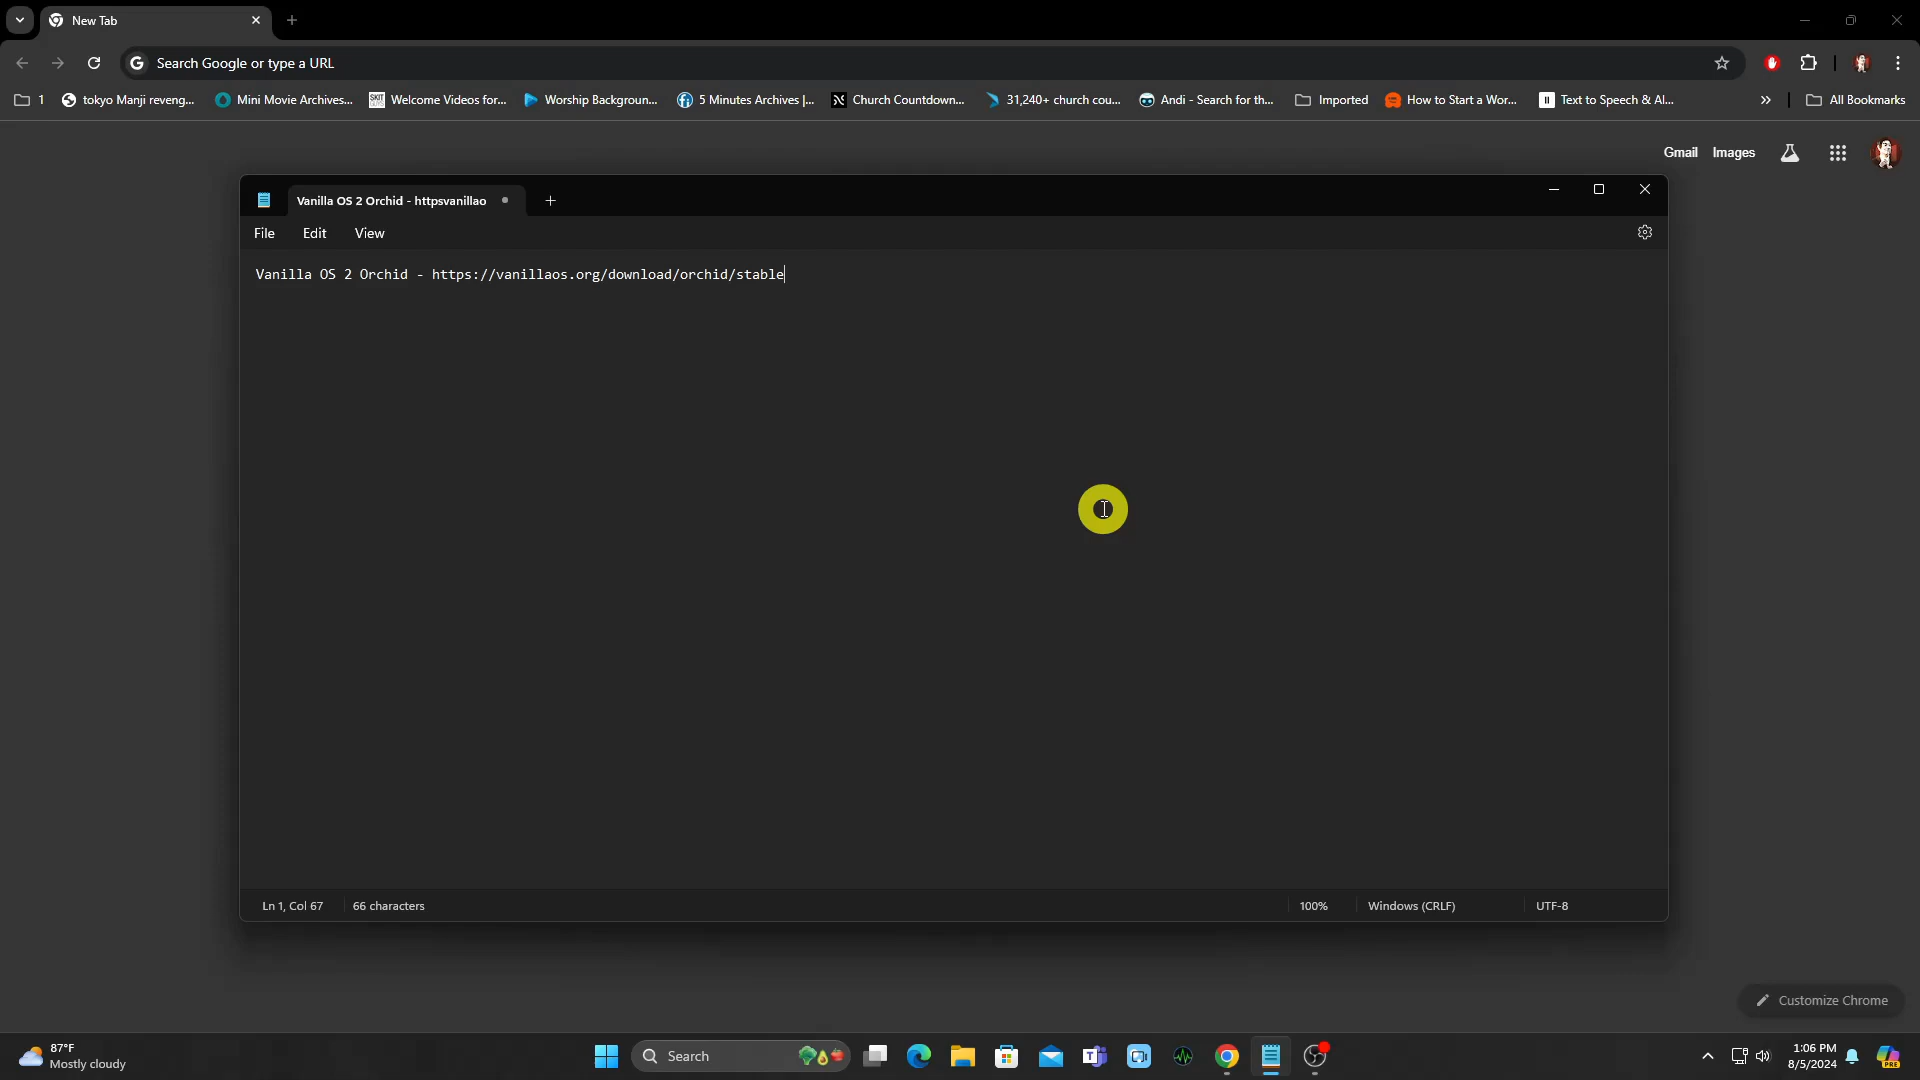 New Tab
Search Google or type a URL
1
tokyo Manji reveng...
Mini Movie Archives...
Welcome Videos for...
Worship Backgroun...
5 Minutes Archives |...
Church Countdown...
31,240+ church cou...
Andi - Search for th...
Imported
How to Start a Wor...
Text to Speech & AI...
All Bookmarks
Gmail
Images
Vanilla OS 2 Orchid - httpsvanillao
File
Edit
View
Vanilla OS 2 Orchid - https://vanillaos.org/download/orchid/stable
Ln 1, Col 67
66 characters
100%
Windows (CRLF)
UTF-8
Customize Chrome
87°F
Mostly cloudy
Search
1:06 PM
8/5/2024